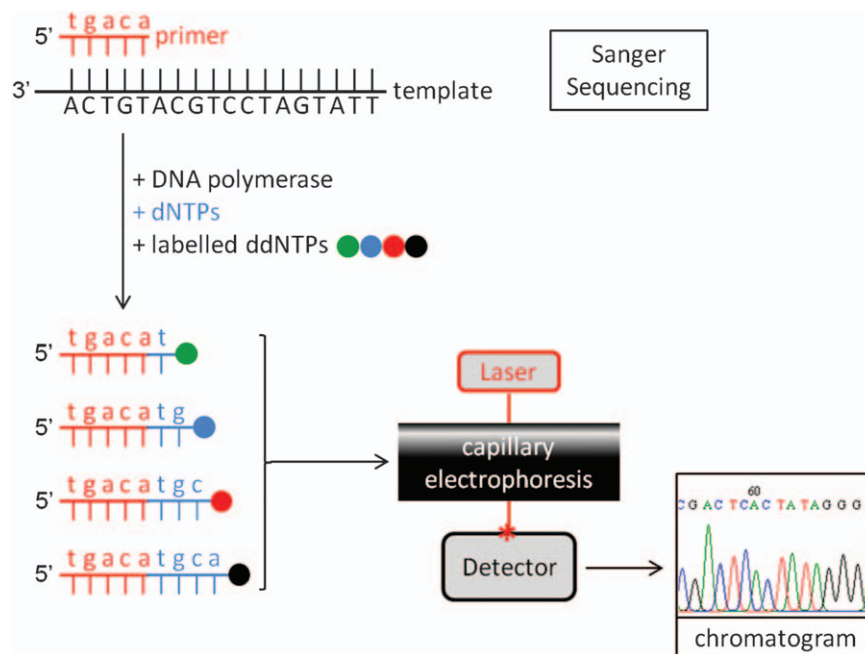 5' tgaca primer
Sanger
Sequencing
3' template
ACTGTACGTCCTAGTATT
+ DNA polymerase
+ dNTPs
+ labelled ddNTPs
5' tgacat
5' tgacatg
5' tgacatgc
5' tgacatgca
Laser
capillary
electrophoresis
*
Detector
60
CGACTCACTATAGGG
chromatogram